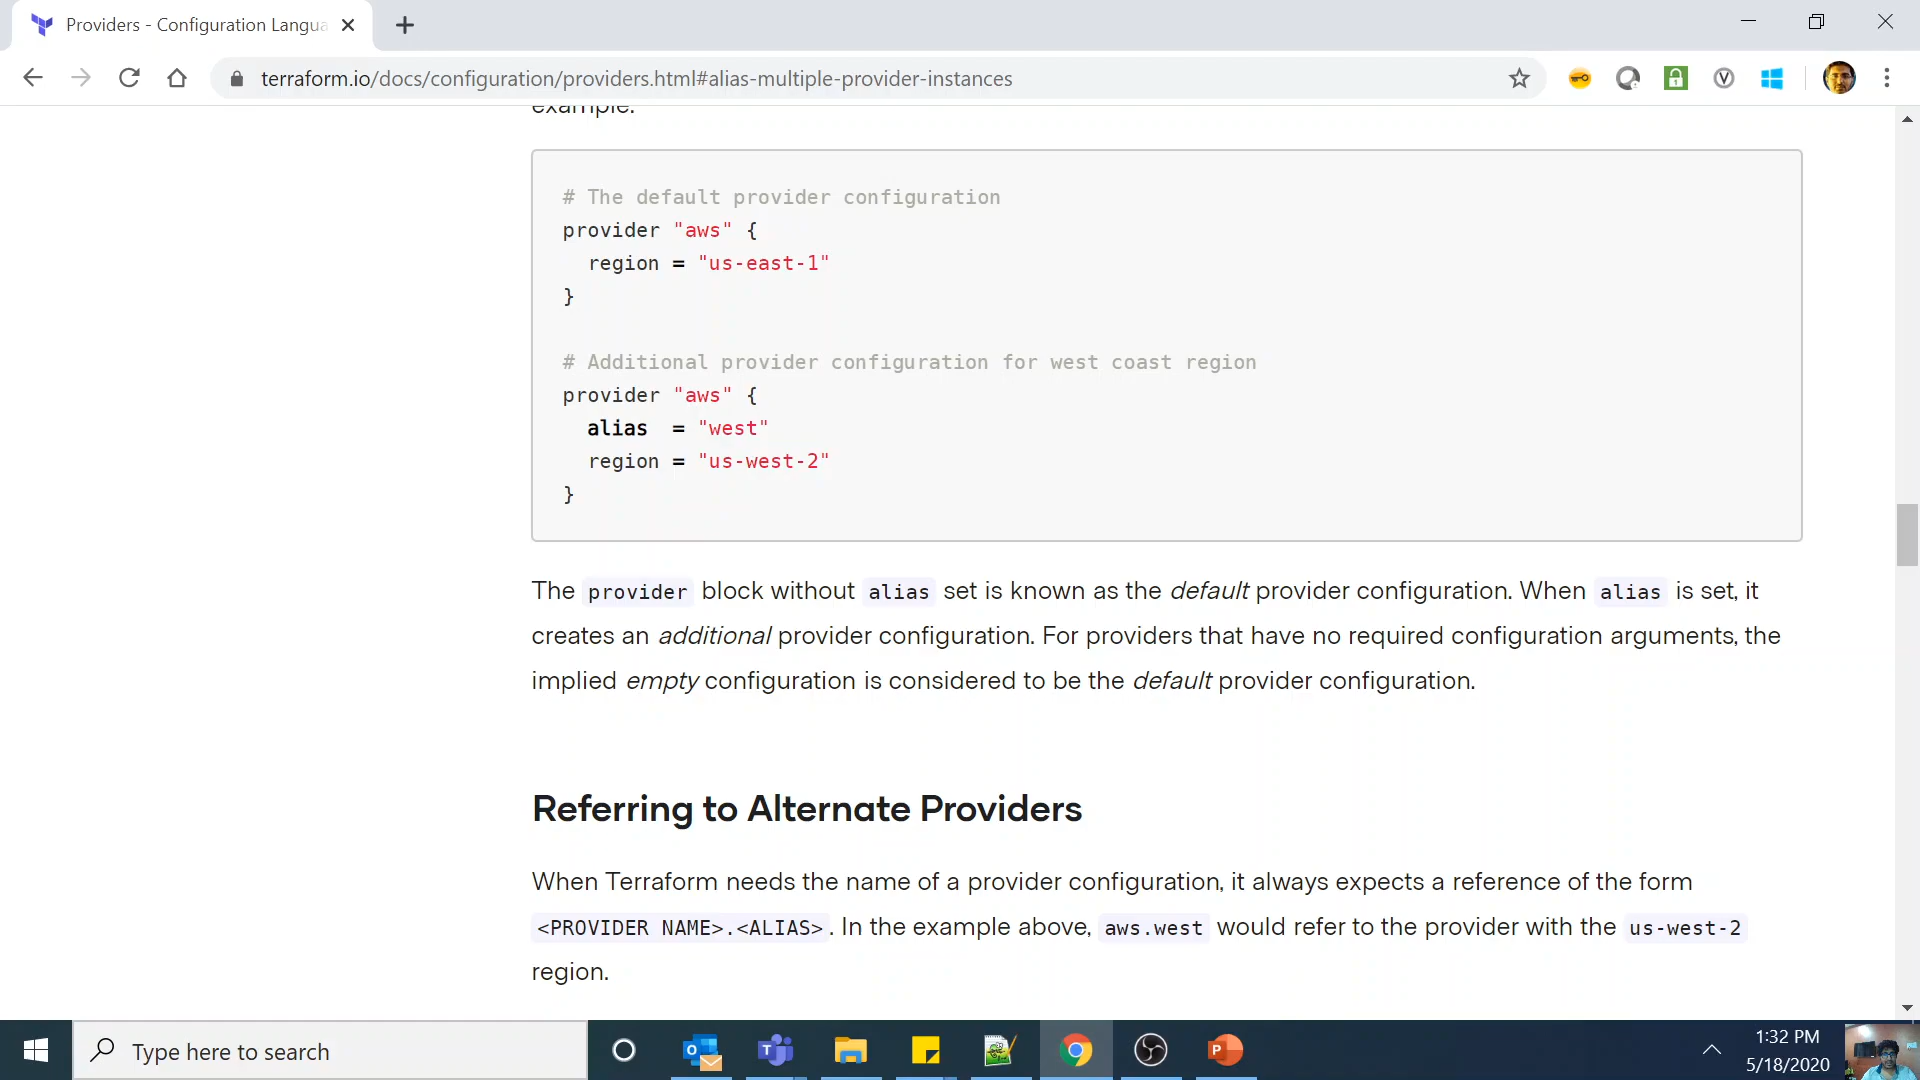 Providers - Configuration Langua
terraform.io/docs/configuration/providers.html#alias-multiple-provider-instances
example.
# The default provider configuration
provider "aws" {
region = "us-east-1"
}
# Additional provider configuration for west coast region
provider "aws" {
alias = "west"
region = "us-west-2"
}
The provider block without alias set is known as the default provider configuration. When alias is set, it
creates an additional provider configuration. For providers that have no required configuration arguments, the
implied empty configuration is considered to be the default provider configuration.
Referring to Alternate Providers
When Terraform needs the name of a provider configuration, it always expects a reference of the form
<PROVIDER NAME>.<ALIAS>. In the example above, aws.west would refer to the provider with the us-west-2
region.
Type here to search
1:32 PM
5/18/2020